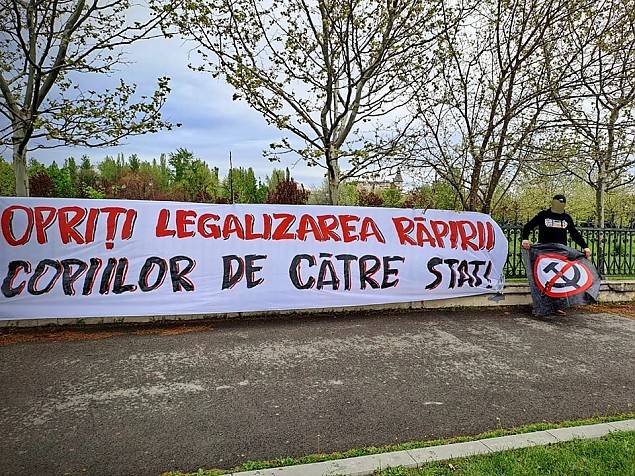 OPRIȚI LEGALIZAREA RĂPIRII
COPIILOR DE CĂTRE STAT!